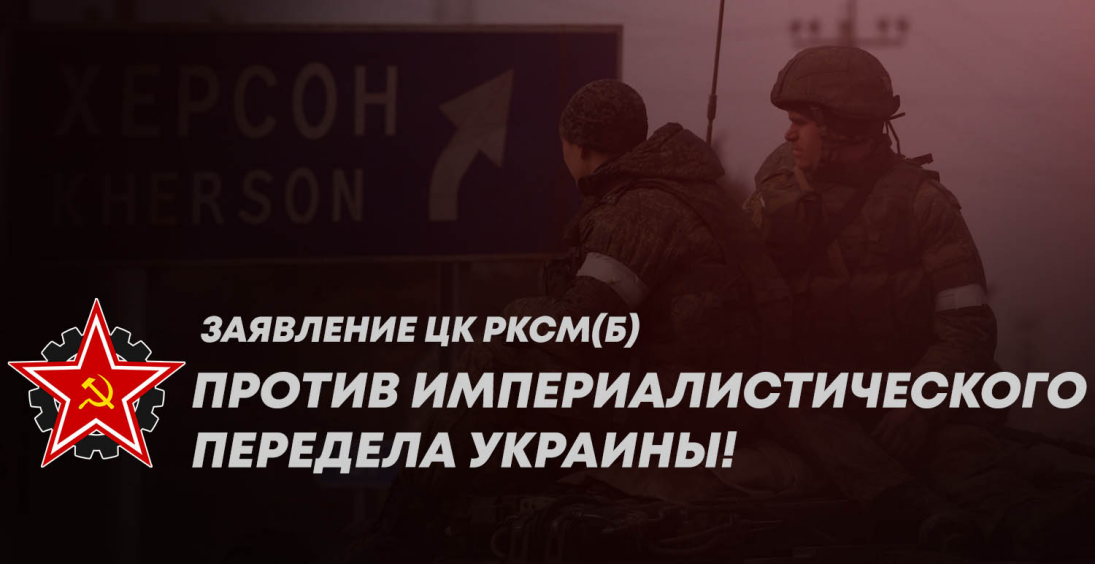 ХЕРСОН
KHERSON
ЗАЯВЛЕНИЕ ЦК РКСМ(Б)
ПРОТИВ ИМПЕРИАЛИСТИЧЕСКОГО
ПЕРЕДЕЛА УКРАИНЫ!